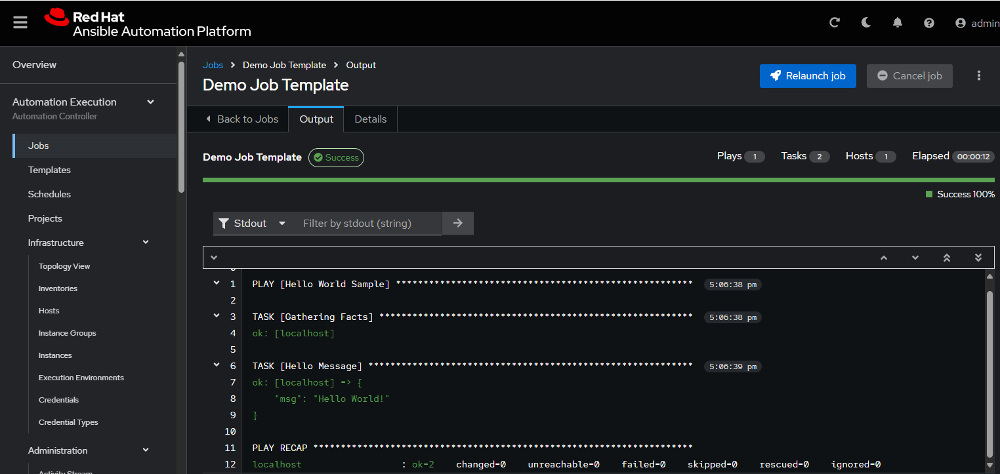 Red Hat
Ansible Automation Platform
admin
Overview
Automation Execution
Automation Controller
Jobs
Templates
Schedules
Projects
Infrastructure
Topology View
Inventories
Hosts
Instance Groups
Instances
Execution Environments
Credentials
Credential Types
Administration
Activity Stream
Jobs > Demo Job Template > Output
Demo Job Template
Relaunch job
Cancel job
Back to Jobs
Output
Details
Demo Job Template Success
Plays 1 Tasks 2 Hosts 1 Elapsed 00:00:12
Success 100%
Stdout Filter by stdout (string)
0
1 PLAY [Hello World Sample] ****************************************************** 5:06:38 pm
2
3 TASK [Gathering Facts] ********************************************************* 5:06:38 pm
4 ok: [localhost]
5
6 TASK [Hello Message] *********************************************************** 5:06:39 pm
7 ok: [localhost] => {
8 "msg": "Hello World!"
9 }
10
11 PLAY RECAP *********************************************************************
12 localhost : ok=2 changed=0 unreachable=0 failed=0 skipped=0 rescued=0 ignored=0